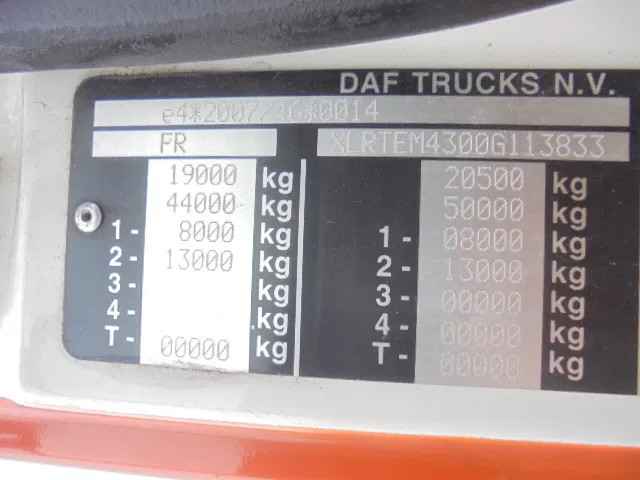 DAF TRUCKS N.V.
e4*2007/46*0014
FR XLRTEM4300G113833
19000 kg 20500 kg
44000 kg 50000 kg
1- 8000 kg 1- 08000 kg
2- 13000 kg 2- 13000 kg
3- kg 3- 00000 kg
4- .kg 4- 00000 kg
T- 00000 kg T- 00000 kg